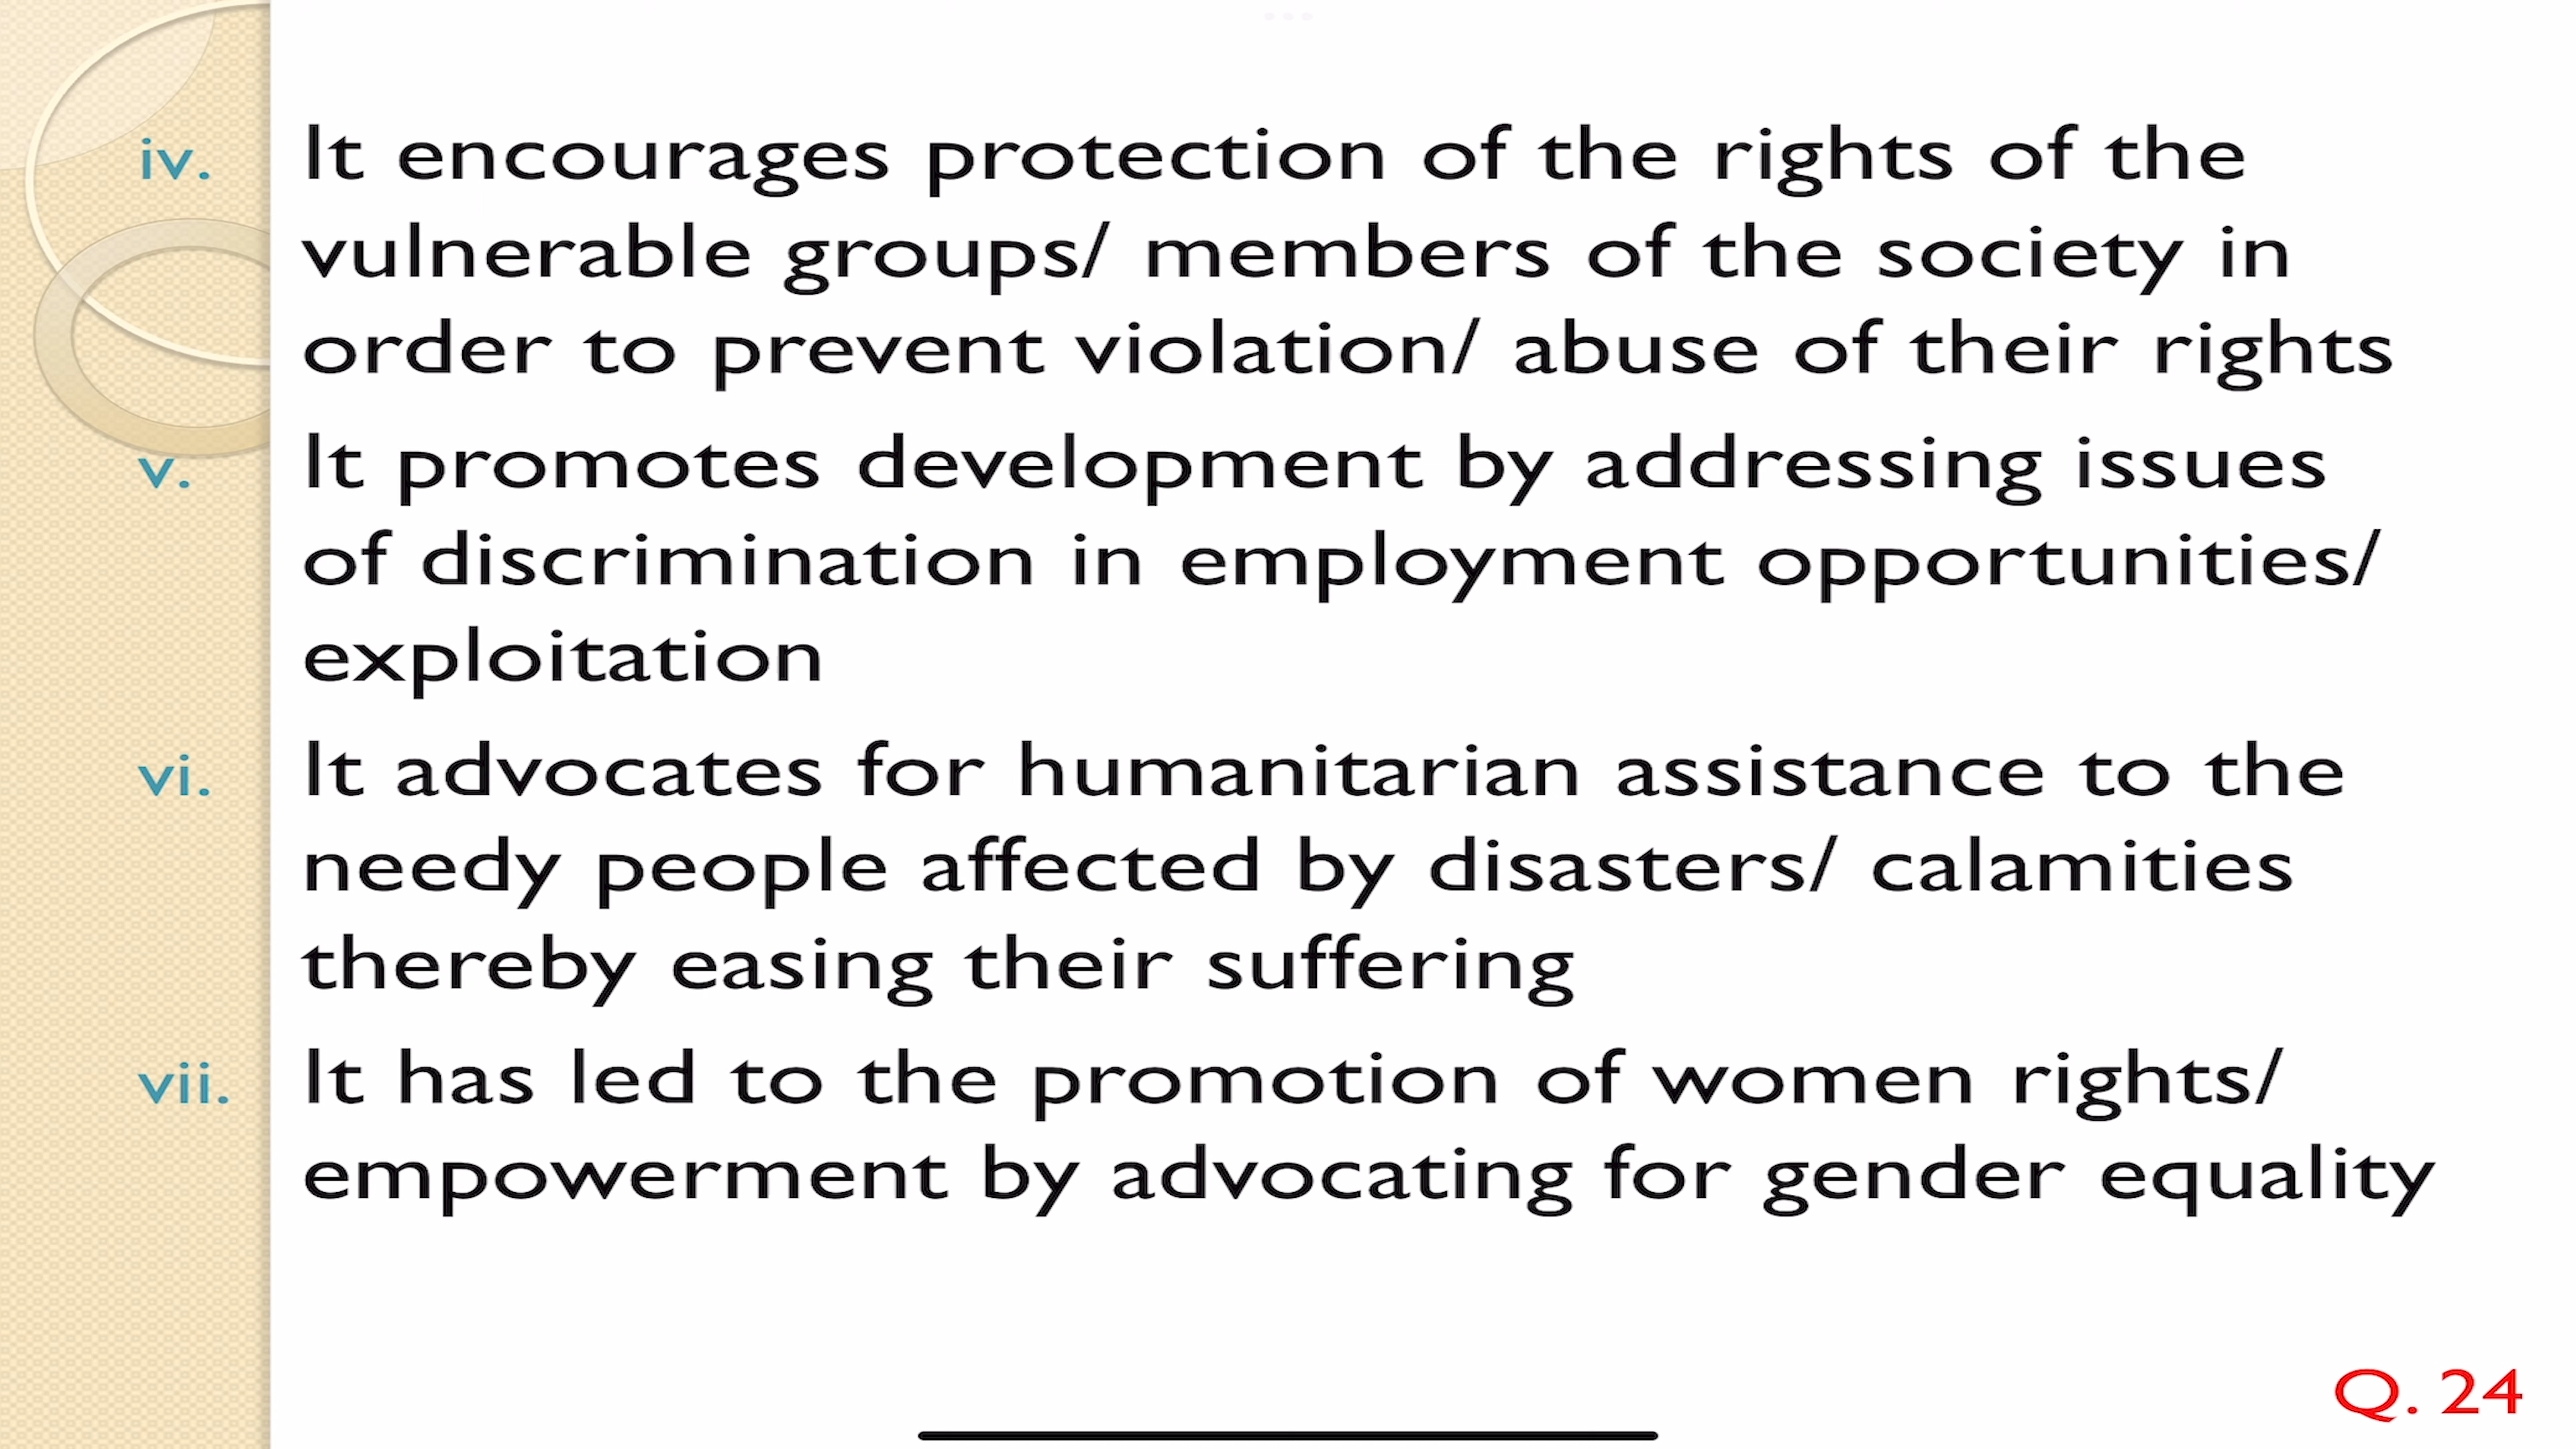 iv. It encourages protection of the rights of the
vulnerable groups/ members of the society in
order to prevent violation/ abuse of their rights
v. It promotes development by addressing issues
of discrimination in employment opportunities/
exploitation
vi. It advocates for humanitarian assistance to the
needy people affected by disasters/ calamities
thereby easing their suffering
vii. It has led to the promotion of women rights/
empowerment by advocating for gender equality
Q. 24